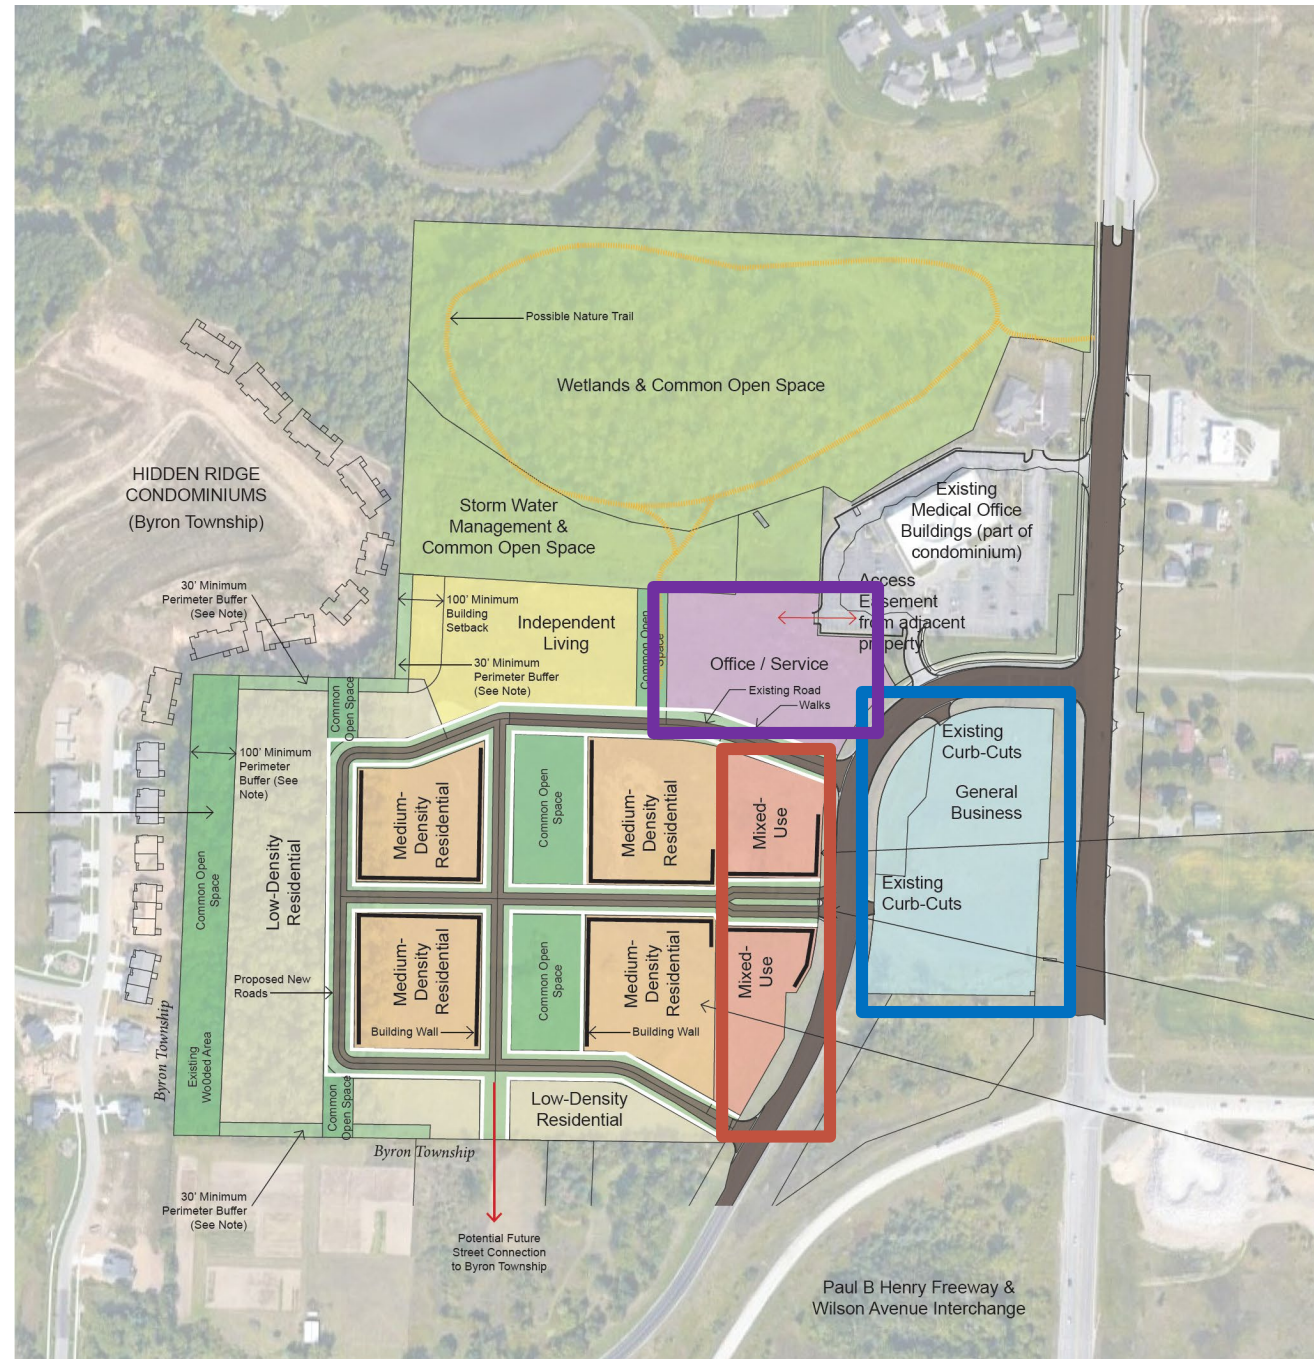 Possible Nature Trail
Wetlands & Common Open Space
HIDDEN RIDGE
CONDOMINIUMS
(Byron Township)
Storm Water
Management &
Common Open Space
Existing
Medical Office
Buildings (part of
condominium)
Access
Easement
from adjacent
property
30' Minimum
Perimeter Buffer
(See Note)
100' Minimum
Building
Setback
Independent
Living
30' Minimum
Perimeter Buffer
(See Note)
Common Open
Space
Office / Service
Existing Road
Walks
Common
Open Space
100' Minimum
Perimeter
Buffer (See
Note)
Existing
Curb-Cuts
General
Business
Existing
Curb-Cuts
Medium-
Density
Residential
Common Open
Space
Medium-
Density
Residential
Mixed-
Use
Low-Density
Residential
Common Open
Space
Medium-
Density
Residential
Common Open
Space
Medium-
Density
Residential
Mixed-
Use
Proposed New
Roads
Building Wall
Building Wall
Byron Township
Existing
Wo0ded Area
Common
Open Space
Low-Density
Residential
Byron Township
30' Minimum
Perimeter Buffer
(See Note)
Potential Future
Street Connection
to Byron Township
Paul B Henry Freeway &
Wilson Avenue Interchange